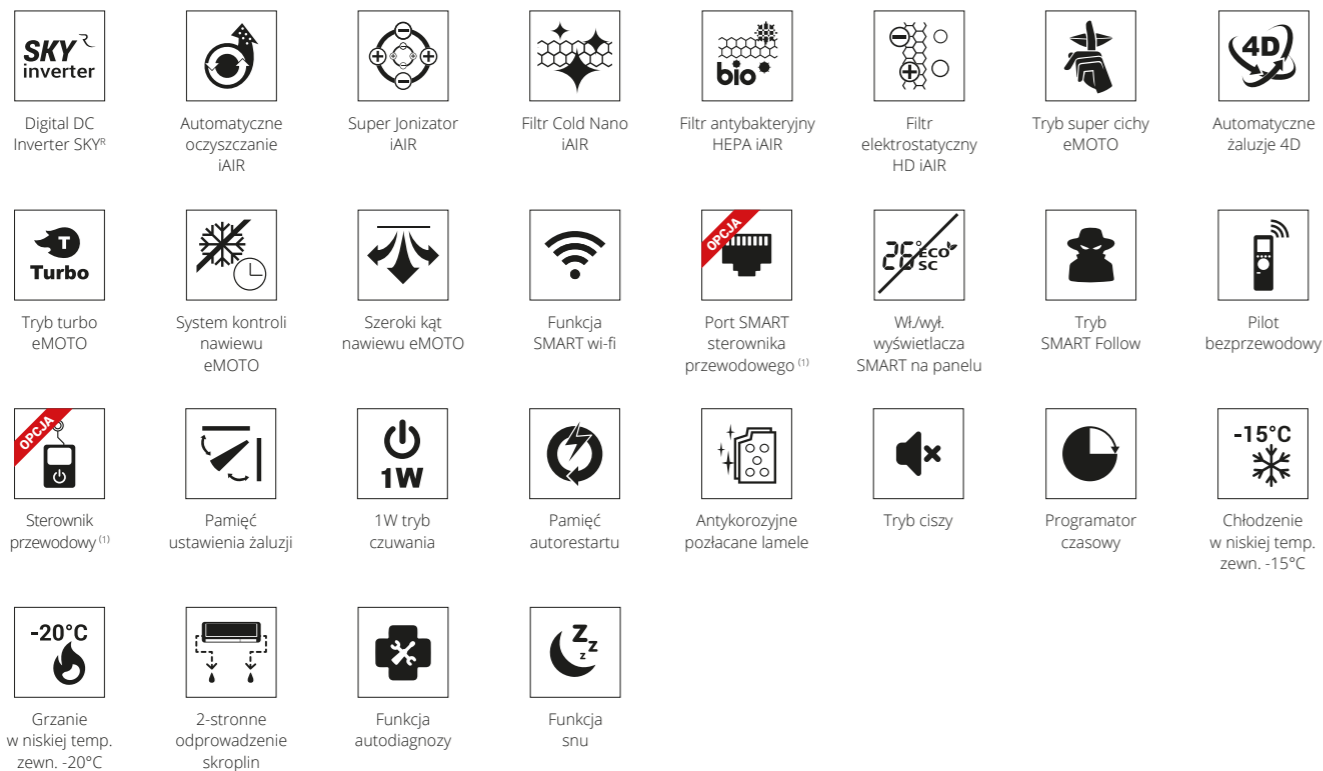 SKY R
inverter
Digital DC
Inverter SKYᴿ
Automatyczne
oczyszczanie
iAIR
Super Jonizator
iAIR
Filtr Cold Nano
iAIR
bio
Filtr antybakteryjny
HEPA iAIR
Filtr
elektrostatyczny
HD iAIR
Tryb super cichy
eMOTO
4D
Automatyczne
żaluzje 4D
T
Turbo
Tryb turbo
eMOTO
System kontroli
nawiewu
eMOTO
Szeroki kąt
nawiewu eMOTO
Funkcja
SMART wi-fi
OPCJA
Port SMART
sterownika
przewodowego (1)
26° ECO
SC
Wł./wył.
wyświetlacza
SMART na panelu
Tryb
SMART Follow
Pilot
bezprzewodowy
OPCJA
Sterownik
przewodowy (1)
Pamięć
ustawienia żaluzji
1W
1W tryb
czuwania
Pamięć
autorestartu
Antykorozyjne
pozłacane lamele
Tryb ciszy
Programator
czasowy
-15°C
Chłodzenie
w niskiej temp.
zewn. -15°C
-20°C
Grzanie
w niskiej temp.
zewn. -20°C
2-stronne
odprowadzenie
skroplin
Funkcja
autodiagnozy
Z z z
Funkcja
snu